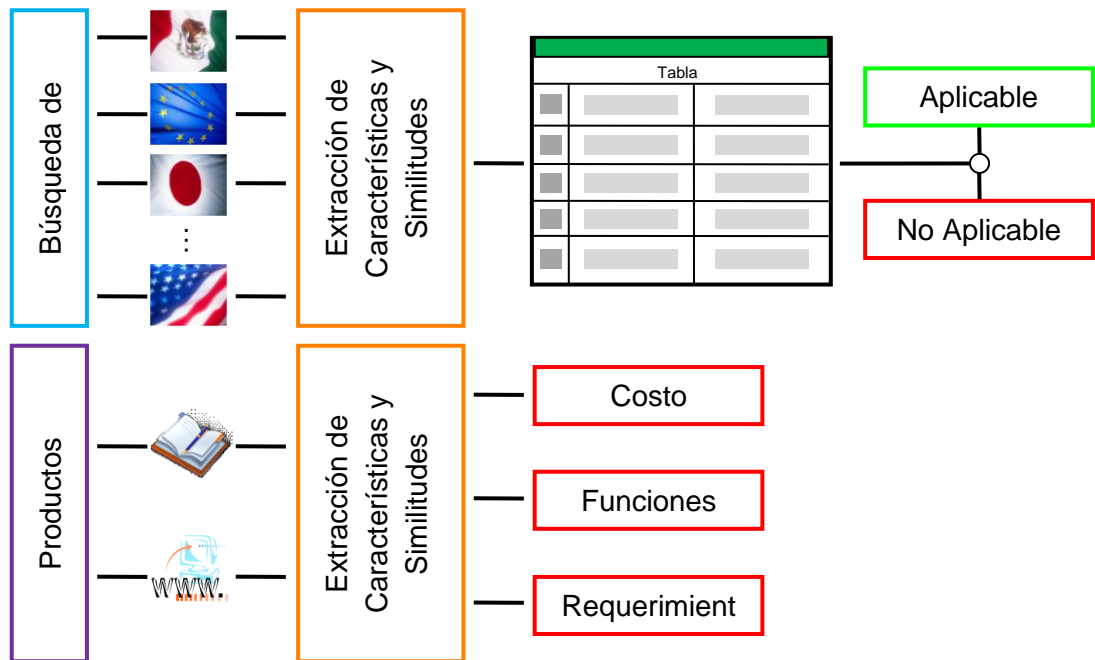 Búsqueda de
Extracción de
Características y
Similitudes
Tabla
Aplicable
No Aplicable
⋮
Productos
www.
Extracción de
Características y
Similitudes
Costo
Funciones
Requerimient